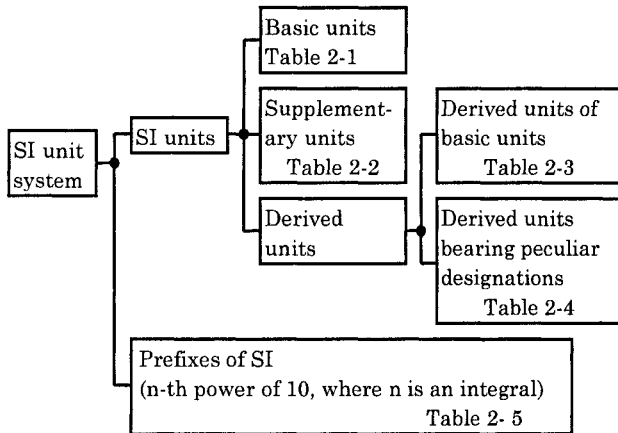 SI unit
system
SI units
Basic units
Table 2-1
Supplement-
ary units
Table 2-2
Derived
units
Derived units of
basic units
Table 2-3
Derived units
bearing peculiar
designations
Table 2-4
Prefixes of SI
(n-th power of 10, where n is an integral)
Table 2- 5